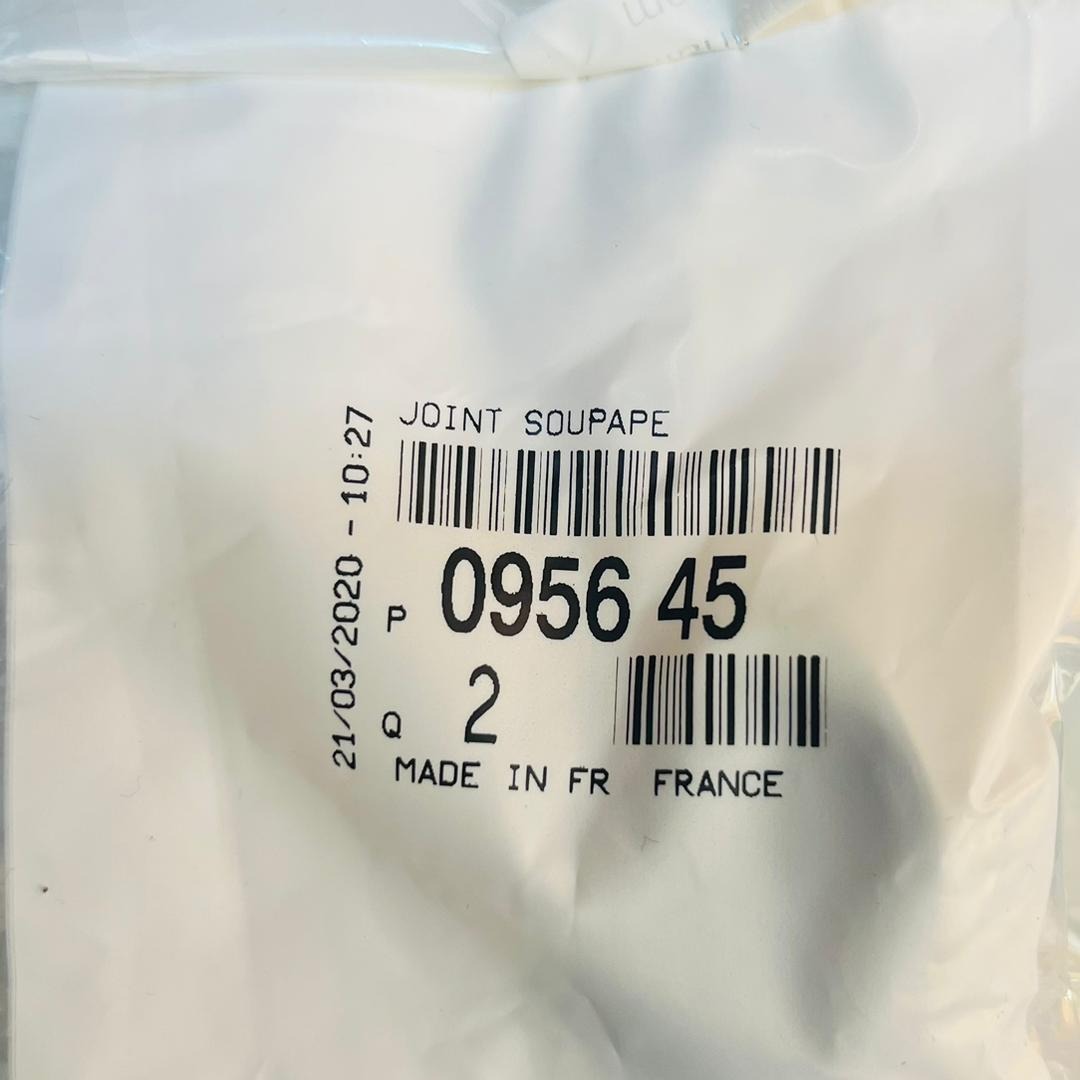 JOINT SOUPAPE
21/03/2020 - 10:27
P 0956 45
Q 2
MADE IN FR FRANCE